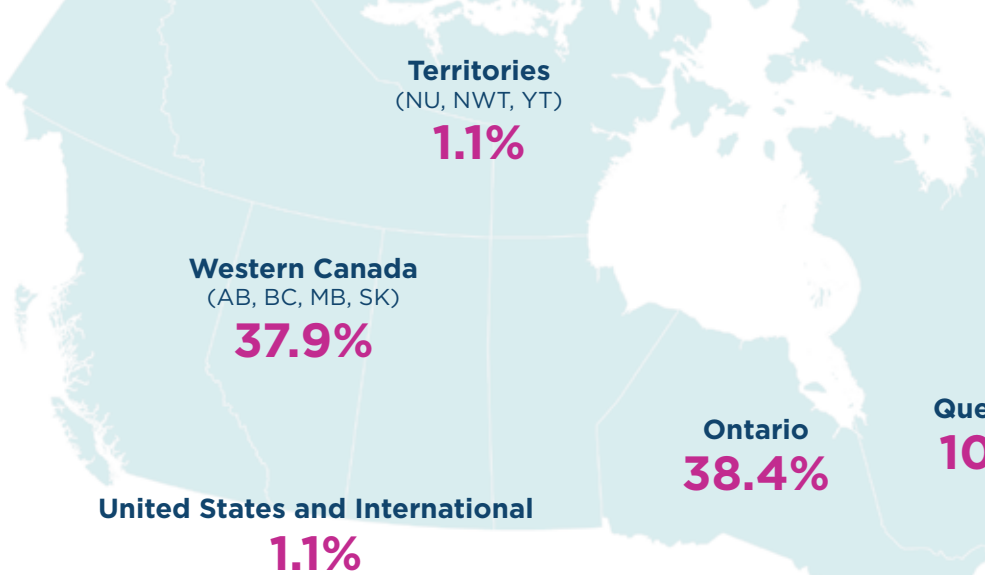 Territories
(NU, NWT, YT)
1.1%
Western Canada
(AB, BC, MB, SK)
37.9%
Ontario
38.4%
United States and International
1.1%